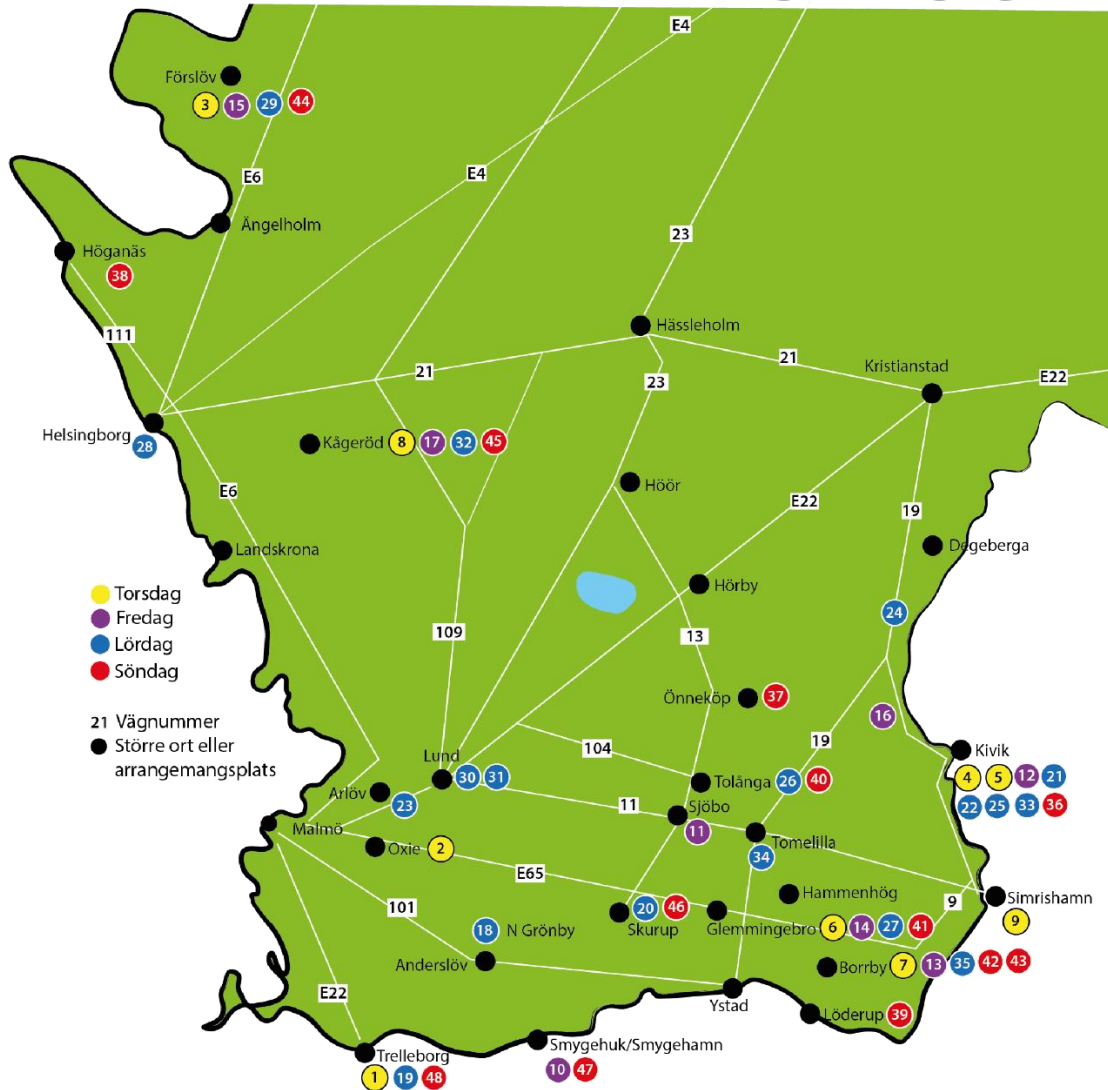 E4
Förslöv
3 15 29 44
E6
E4
Ängelholm
23
Höganäs
38
111
Hässleholm
21
21
23
Kristianstad
E22
Helsingborg
28
Kågeröd 8 17 32 45
E6
Höör
E22
19
Landskrona
Degeberga
Hörby
24
Torsdag
Fredag
Lördag
Söndag
109
13
21 Vägnummer
Större ort eller
arrangemangsplats
Önneköp 37
16
104
19
Kivik
4 5 12 21
22 25 33 36
Lund 30 31
Tolånga 26 40
Arlöv
23
11
Sjöbo
11
Malmö
Tomelilla
34
Oxie 2
E65
Hammenhög
Simrishamn
9
9
101
20 46
Skurup
Glemmingebro 6 14 27 41
18 N Grönby
Anderslöv
Borrby 7 13 35 42 43
E22
Ystad
Löderup 39
Smygehuk/Smygehamn
10 47
Trelleborg
1 19 48